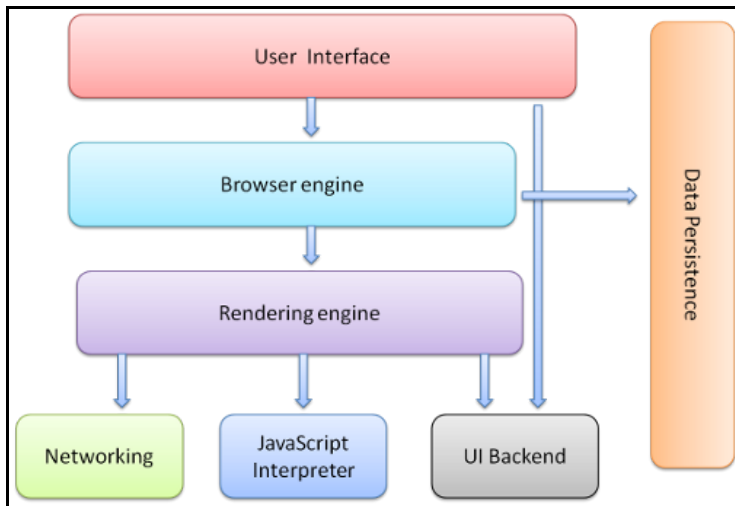 User Interface
Browser engine
Data Persistence
Rendering engine
Networking
JavaScript
Interpreter
UI Backend